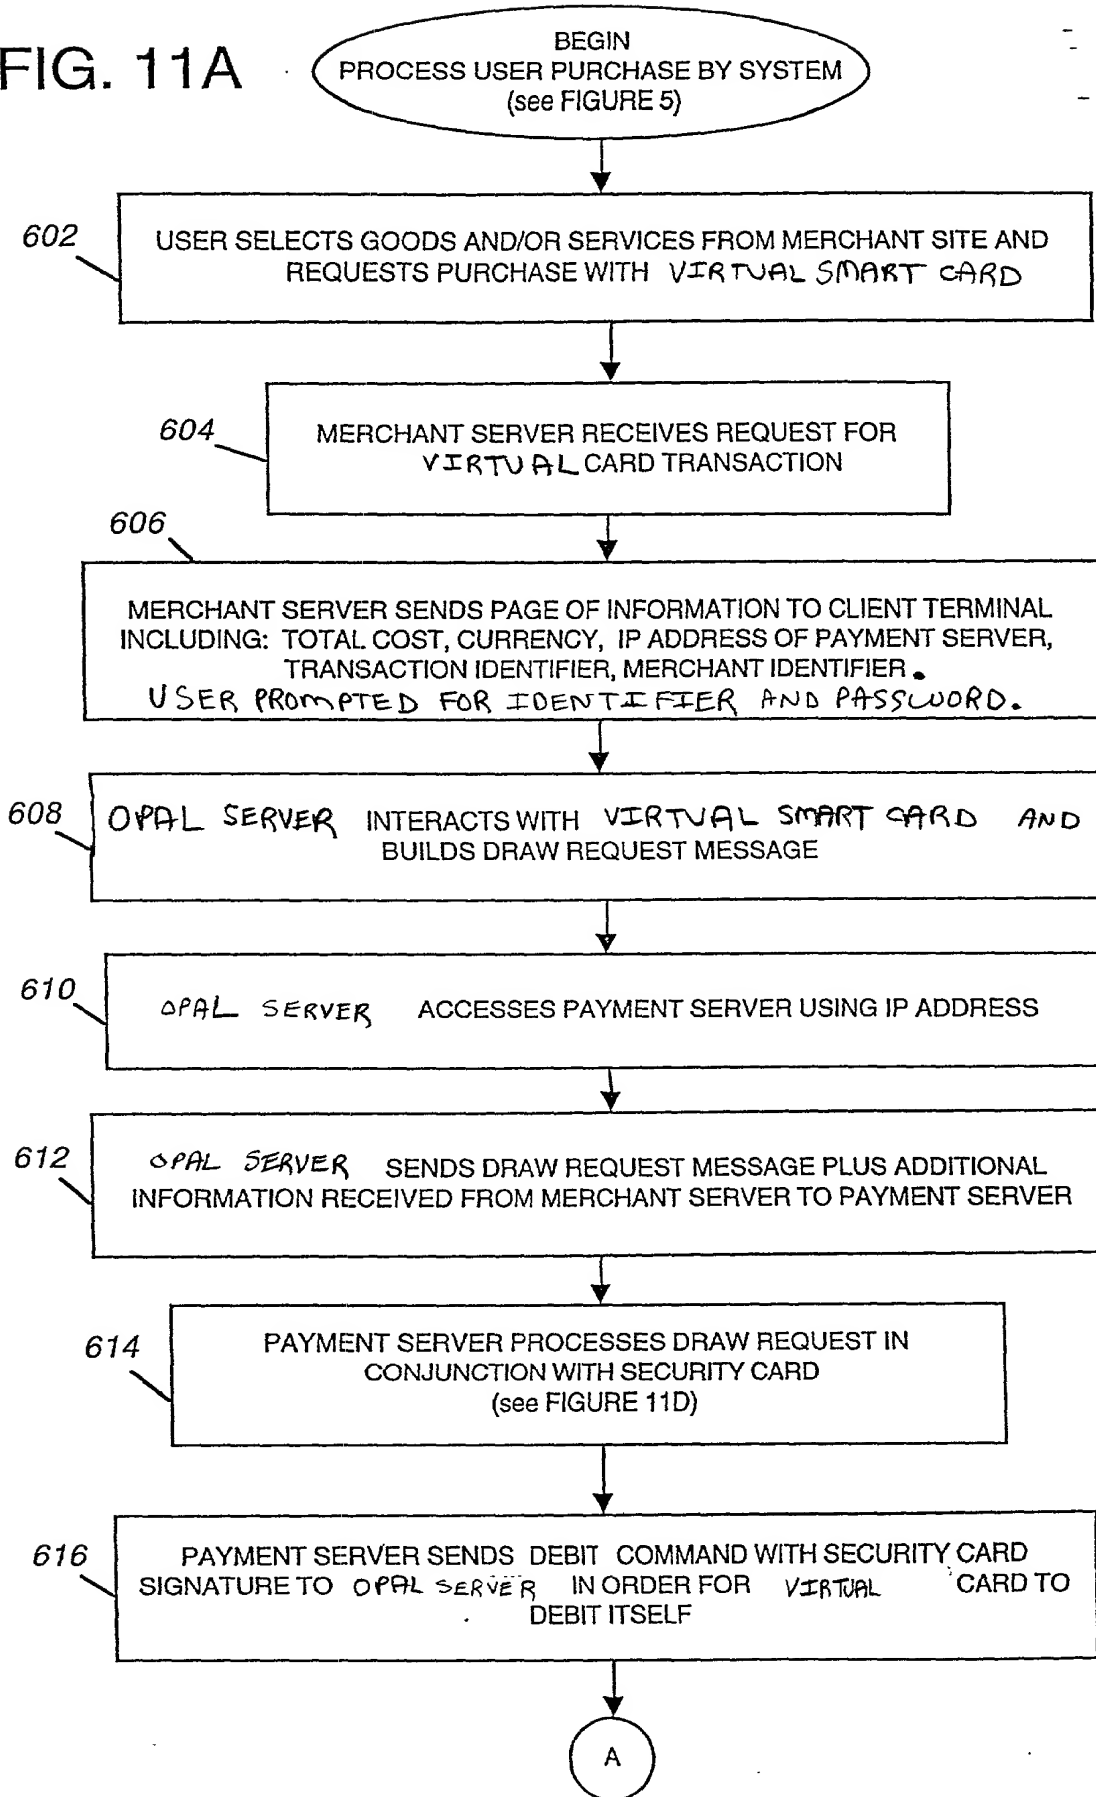 FIG. 11A
BEGIN
PROCESS USER PURCHASE BY SYSTEM
(see FIGURE 5)
602
USER SELECTS GOODS AND/OR SERVICES FROM MERCHANT SITE AND
REQUESTS PURCHASE WITH VIRTUAL SMART CARD
604
MERCHANT SERVER RECEIVES REQUEST FOR
VIRTUAL CARD TRANSACTION
606
MERCHANT SERVER SENDS PAGE OF INFORMATION TO CLIENT TERMINAL
INCLUDING: TOTAL COST, CURRENCY, IP ADDRESS OF PAYMENT SERVER,
TRANSACTION IDENTIFIER, MERCHANT IDENTIFIER.
USER PROMPTED FOR IDENTIFIER AND PASSWORD.
608
OPAL SERVER INTERACTS WITH VIRTUAL SMART CARD AND
BUILDS DRAW REQUEST MESSAGE
610
OPAL SERVER ACCESSES PAYMENT SERVER USING IP ADDRESS
612
OPAL SERVER SENDS DRAW REQUEST MESSAGE PLUS ADDITIONAL
INFORMATION RECEIVED FROM MERCHANT SERVER TO PAYMENT SERVER
614
PAYMENT SERVER PROCESSES DRAW REQUEST IN
CONJUNCTION WITH SECURITY CARD
(see FIGURE 11D)
616
PAYMENT SERVER SENDS DEBIT COMMAND WITH SECURITY CARD
SIGNATURE TO OPAL SERVER IN ORDER FOR VIRTUAL CARD TO
DEBIT ITSELF
A